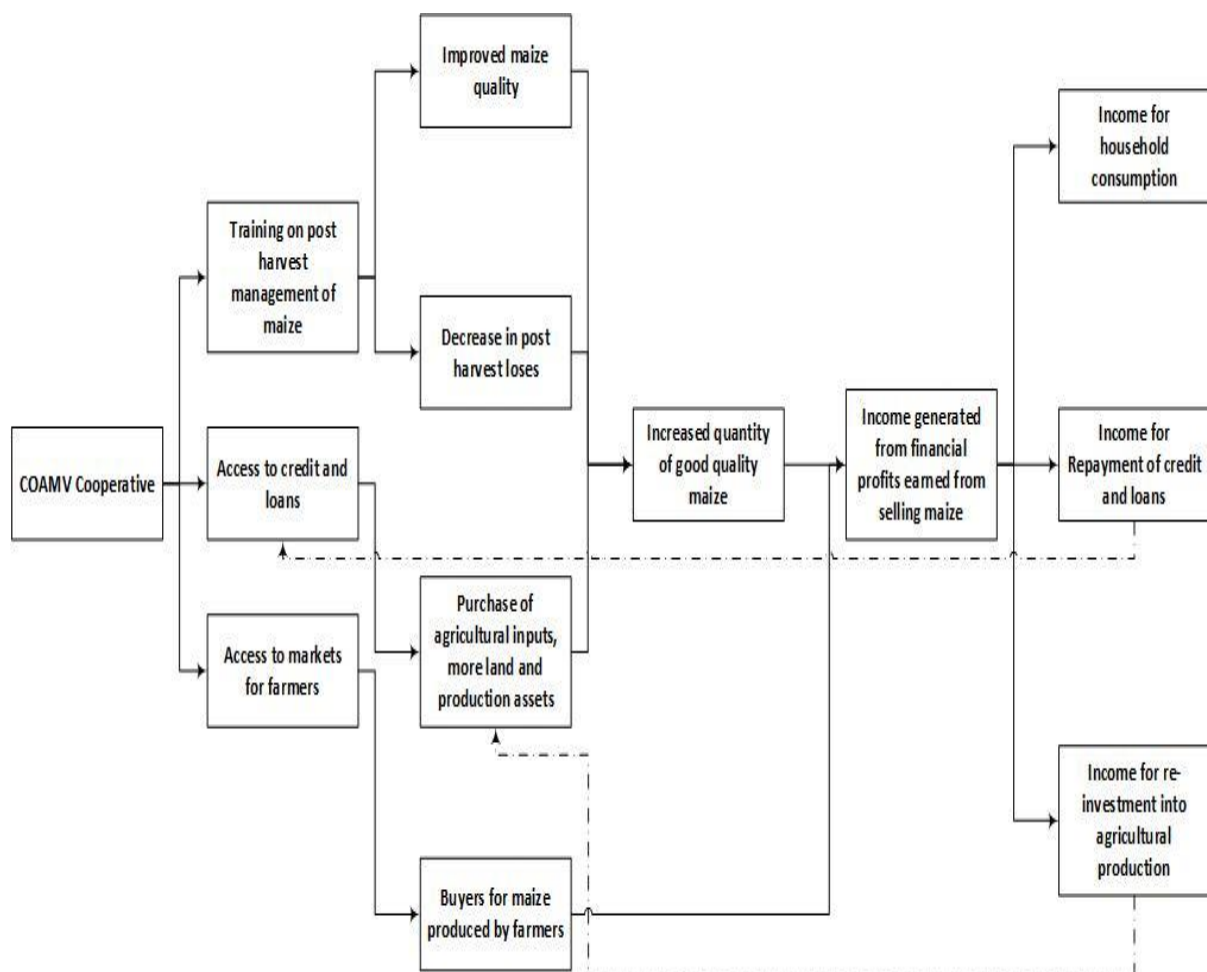 Improved maize
quality
Income for
household
consumption
Training on post
harvest
management of
maize
Decrease in post
harvest loses
COAMV Cooperative
Access to credit and
loans
Increased quantity
of good quality
maize
Income generated
from financial
profits earned from
selling maize
Income for
Repayment of credit
and loans
Access to markets
for farmers
Purchase of
agricultural inputs,
more land and
production assets
Income for re-
investment into
agricultural
production
Buyers for maize
produced by farmers